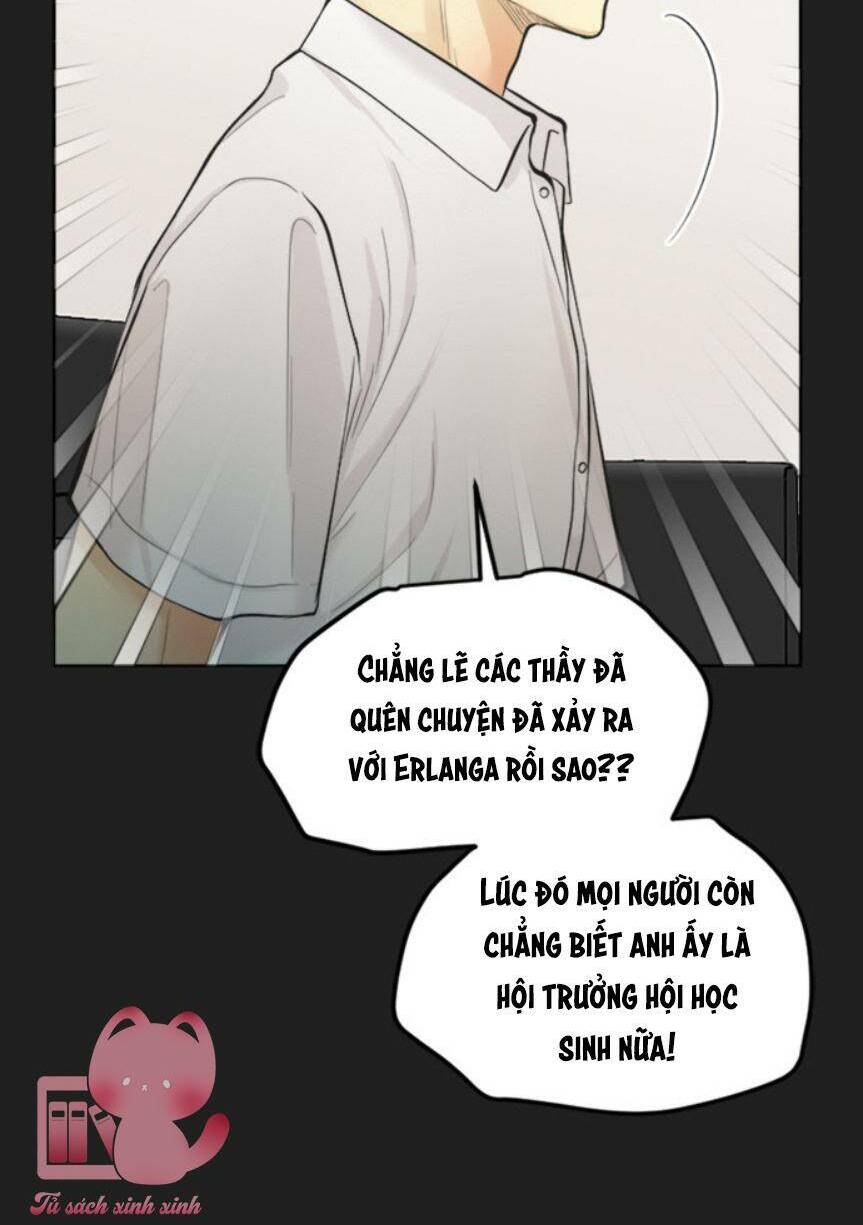 CHẲNG LẼ CÁC THẦY ĐÃ
QUÊN CHUYỆN ĐÃ XẢY RA
VỚI ERLANGA RỒI SAO??
LÚC ĐÓ MỌI NGƯỜI CÒN
CHẲNG BIẾT ANH ẤY LÀ
HỘI TRƯỞNG HỘI HỌC
SINH NỮA!
Tủ sách xinh xinh